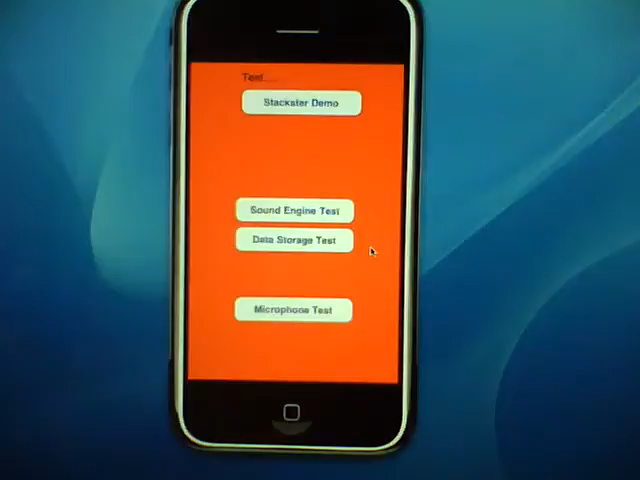 Test.....
Stackster Demo
Sound Engine Test
Data Storage Test
Microphone Test